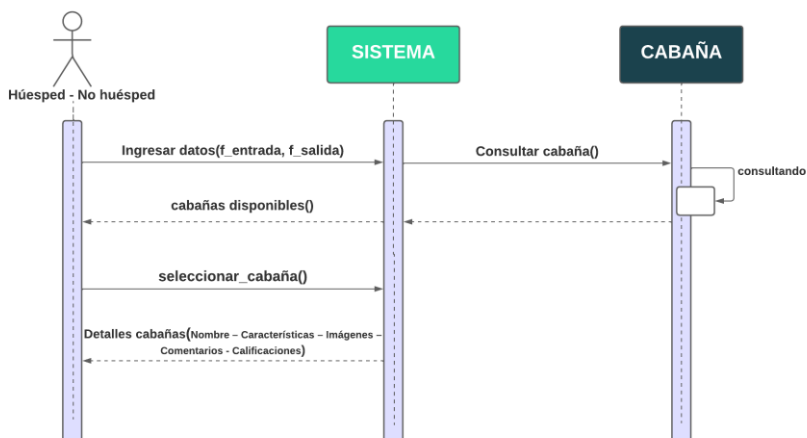 SISTEMA
CABAÑA
Húesped - No huésped
Ingresar datos(f_entrada, f_salida)
Consultar cabaña()
consultando
cabañas disponibles()
seleccionar_cabaña()
Detalles cabañas(Nombre – Características – Imágenes –
Comentarios - Calificaciones)